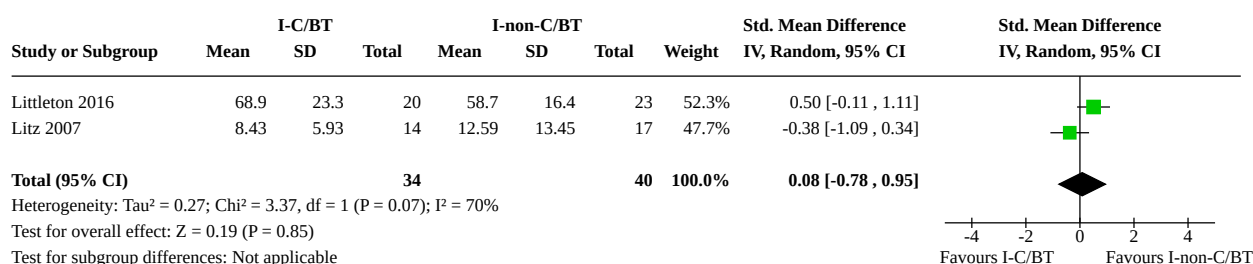 I-C/BT I-non-C/BT Std. Mean Difference Std. Mean Difference
Study or Subgroup Mean SD Total Mean SD Total Weight IV, Random, 95% CI IV, Random, 95% CI
Littleton 2016 68.9 23.3 20 58.7 16.4 23 52.3% 0.50 [-0.11 , 1.11]
Litz 2007 8.43 5.93 14 12.59 13.45 17 47.7% -0.38 [-1.09 , 0.34]
Total (95% CI) 34 40 100.0% 0.08 [-0.78 , 0.95]
Heterogeneity: Tau² = 0.27; Chi² = 3.37, df = 1 (P = 0.07); I² = 70%
Test for overall effect: Z = 0.19 (P = 0.85)
-4 -2 0 2 4
Test for subgroup differences: Not applicable Favours I-C/BT Favours I-non-C/BT